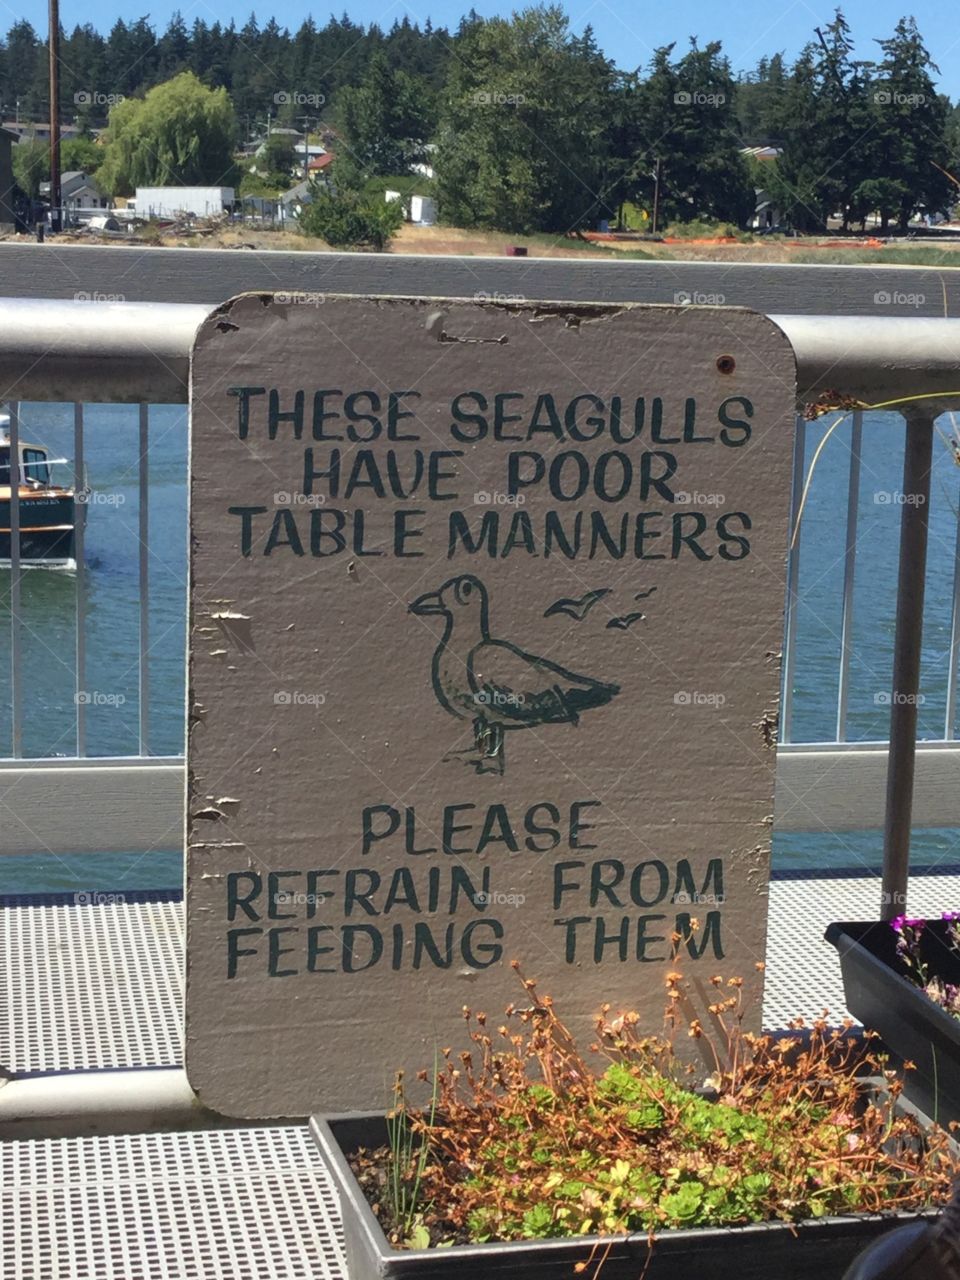 THESE SEAGULLS
HAVE POOR
TABLE MANNERS
PLEASE
REFRAIN FROM
FEEDING THEM